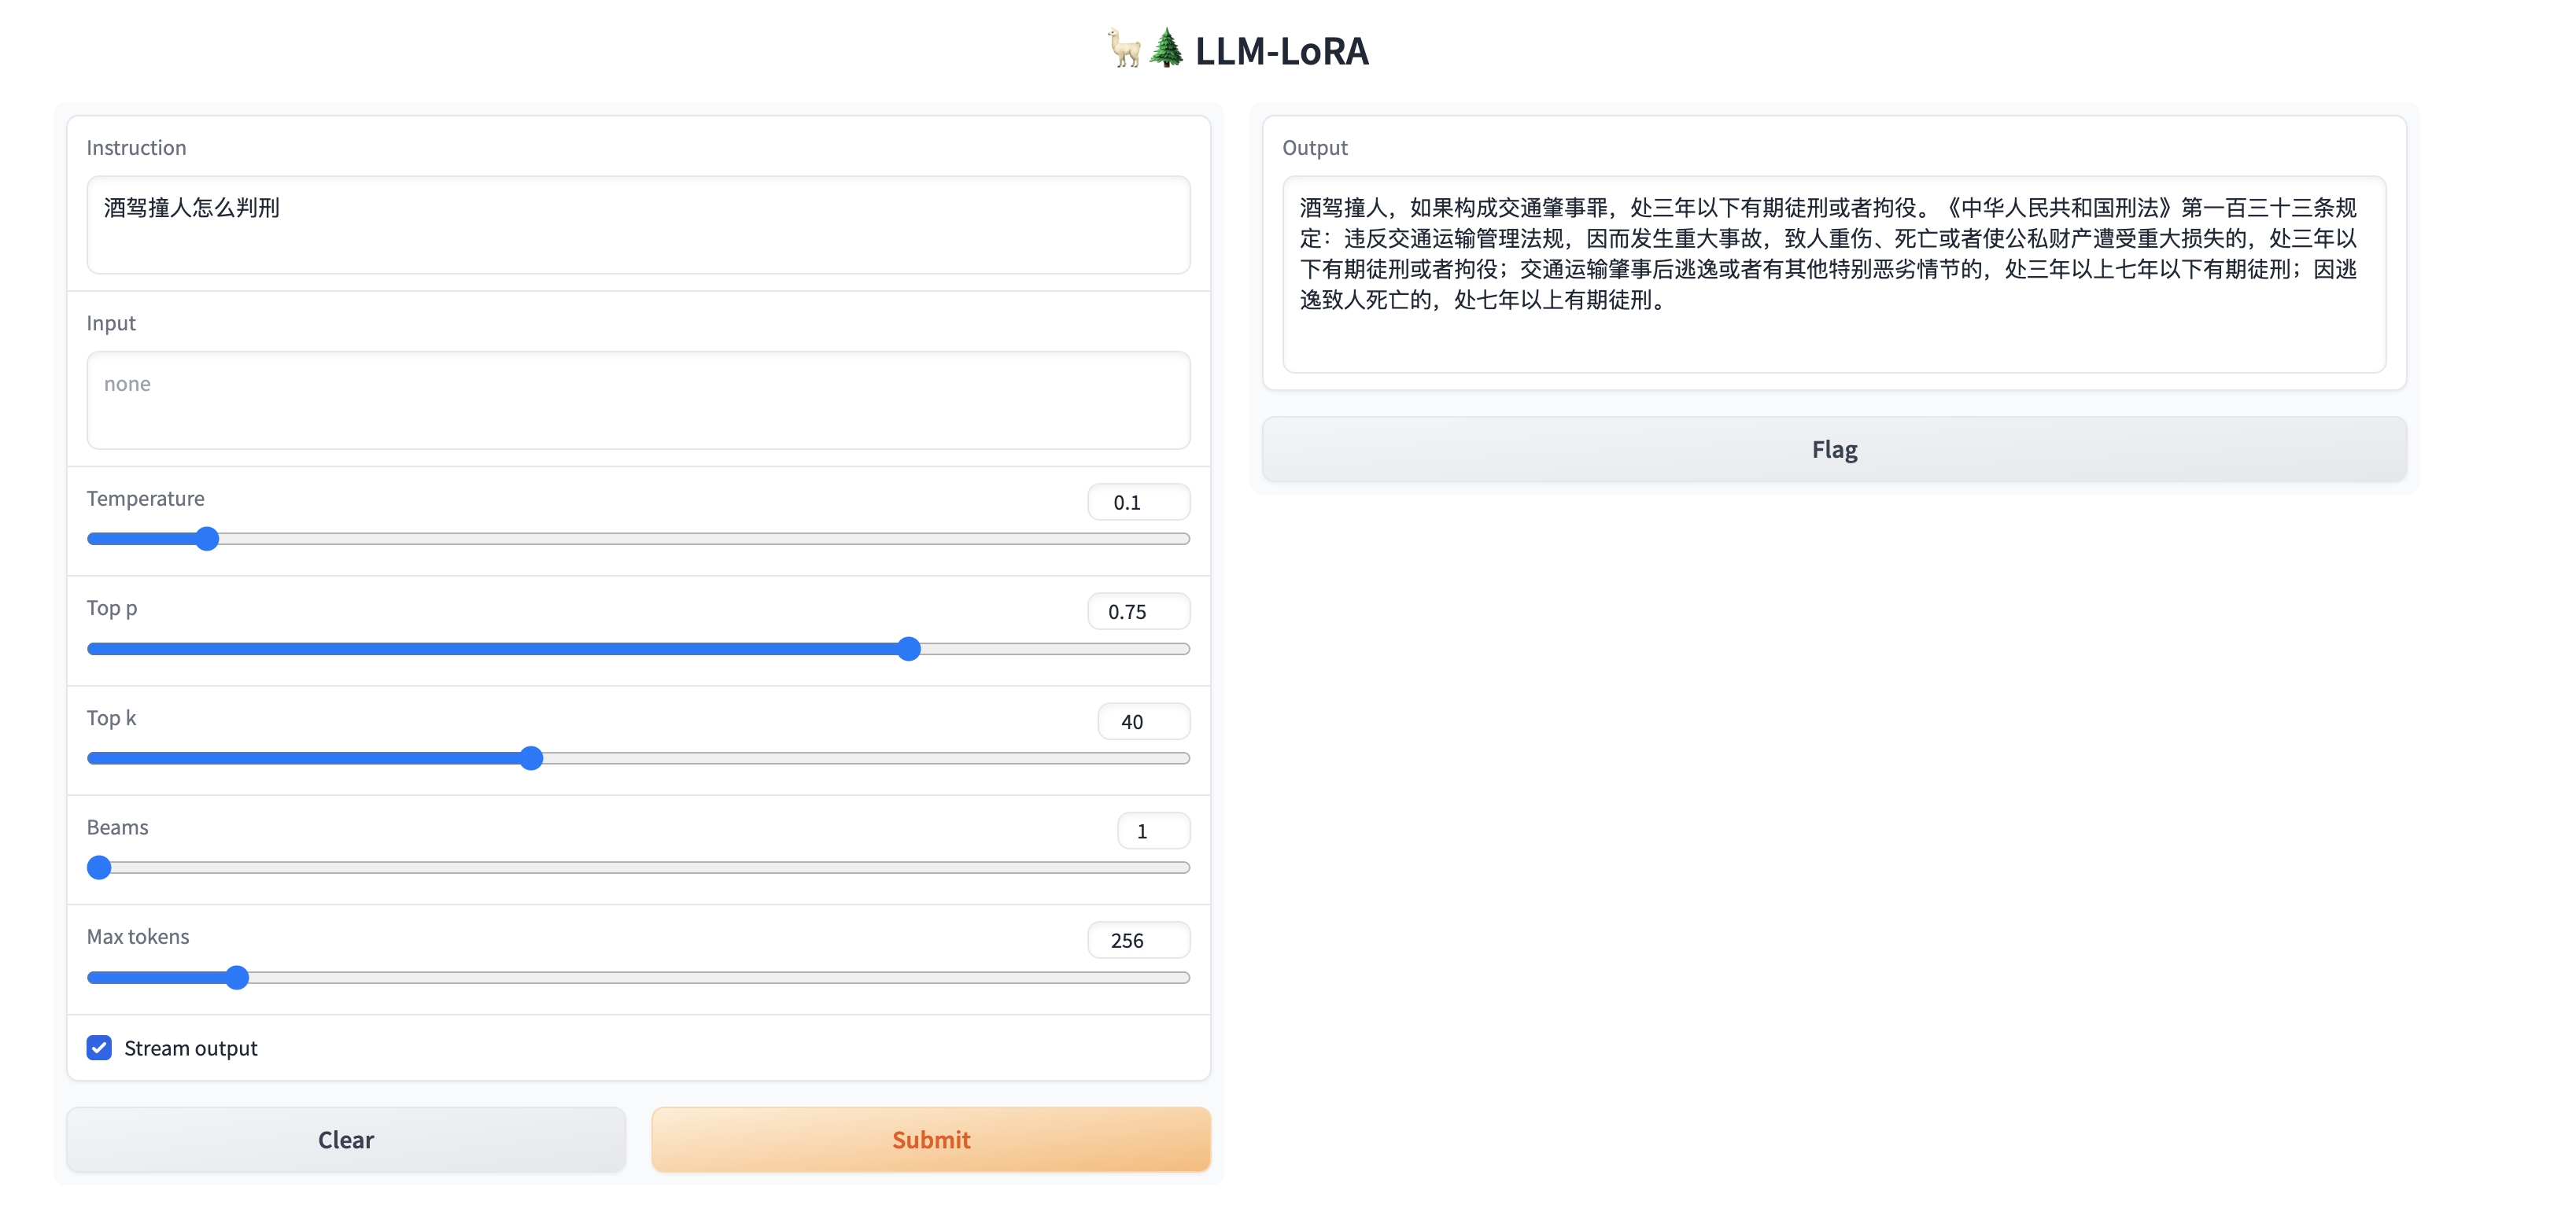 🦙🌲 LLM-LoRA
Instruction
酒驾撞人怎么判刑
Input
none
Temperature
0.1
Top p
0.75
Top k
40
Beams
1
Max tokens
256
Stream output
Clear
Submit
Output
酒驾撞人，如果构成交通肇事罪，处三年以下有期徒刑或者拘役。《中华人民共和国刑法》第一百三十三条规
定：违反交通运输管理法规，因而发生重大事故，致人重伤、死亡或者使公私财产遭受重大损失的，处三年以
下有期徒刑或者拘役；交通运输肇事后逃逸或者有其他特别恶劣情节的，处三年以上七年以下有期徒刑；因逃
逸致人死亡的，处七年以上有期徒刑。
Flag